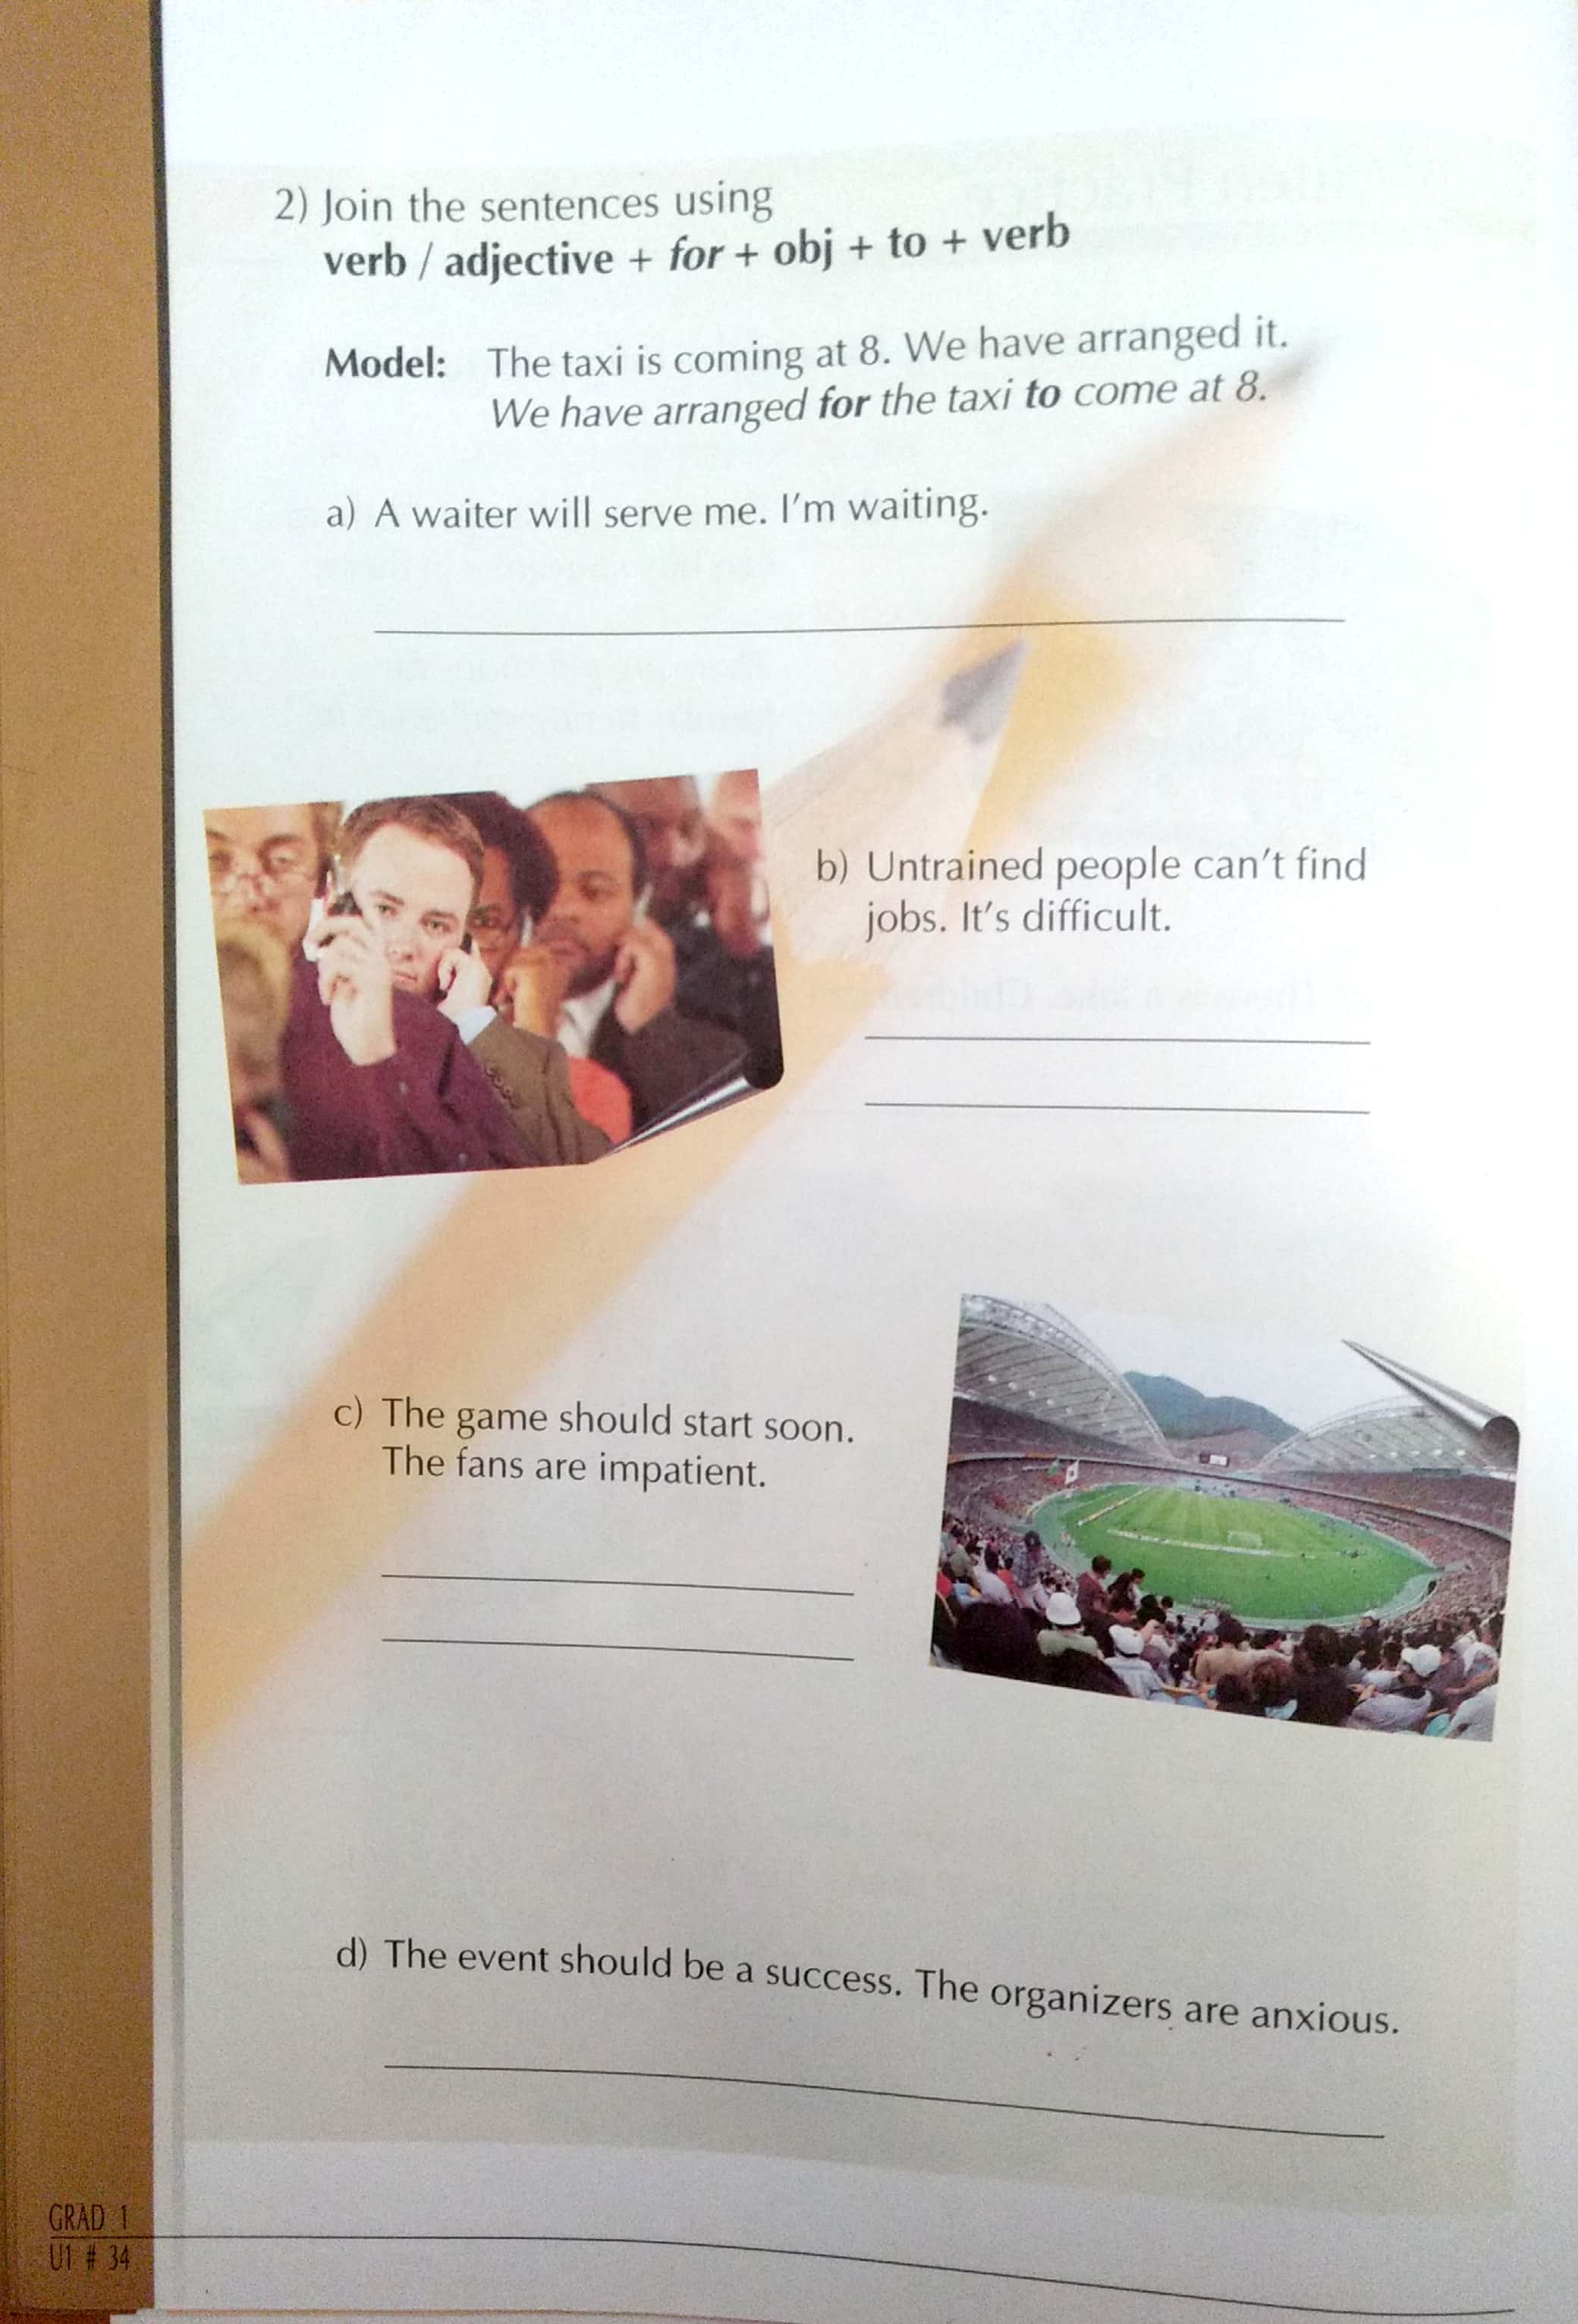 2) Join the sentences using
verb / adjective + for + obj + to + verb
Model: The taxi is coming at 8. We have arranged it.
We have arranged for the taxi to come at 8.
a) A waiter will serve me. I'm waiting.
b) Untrained people can't find
jobs. It's difficult.
c) The game should start soon.
The fans are impatient.
d) The event should be a success. The organizers are anxious.
GRAD 1
U1 # 34